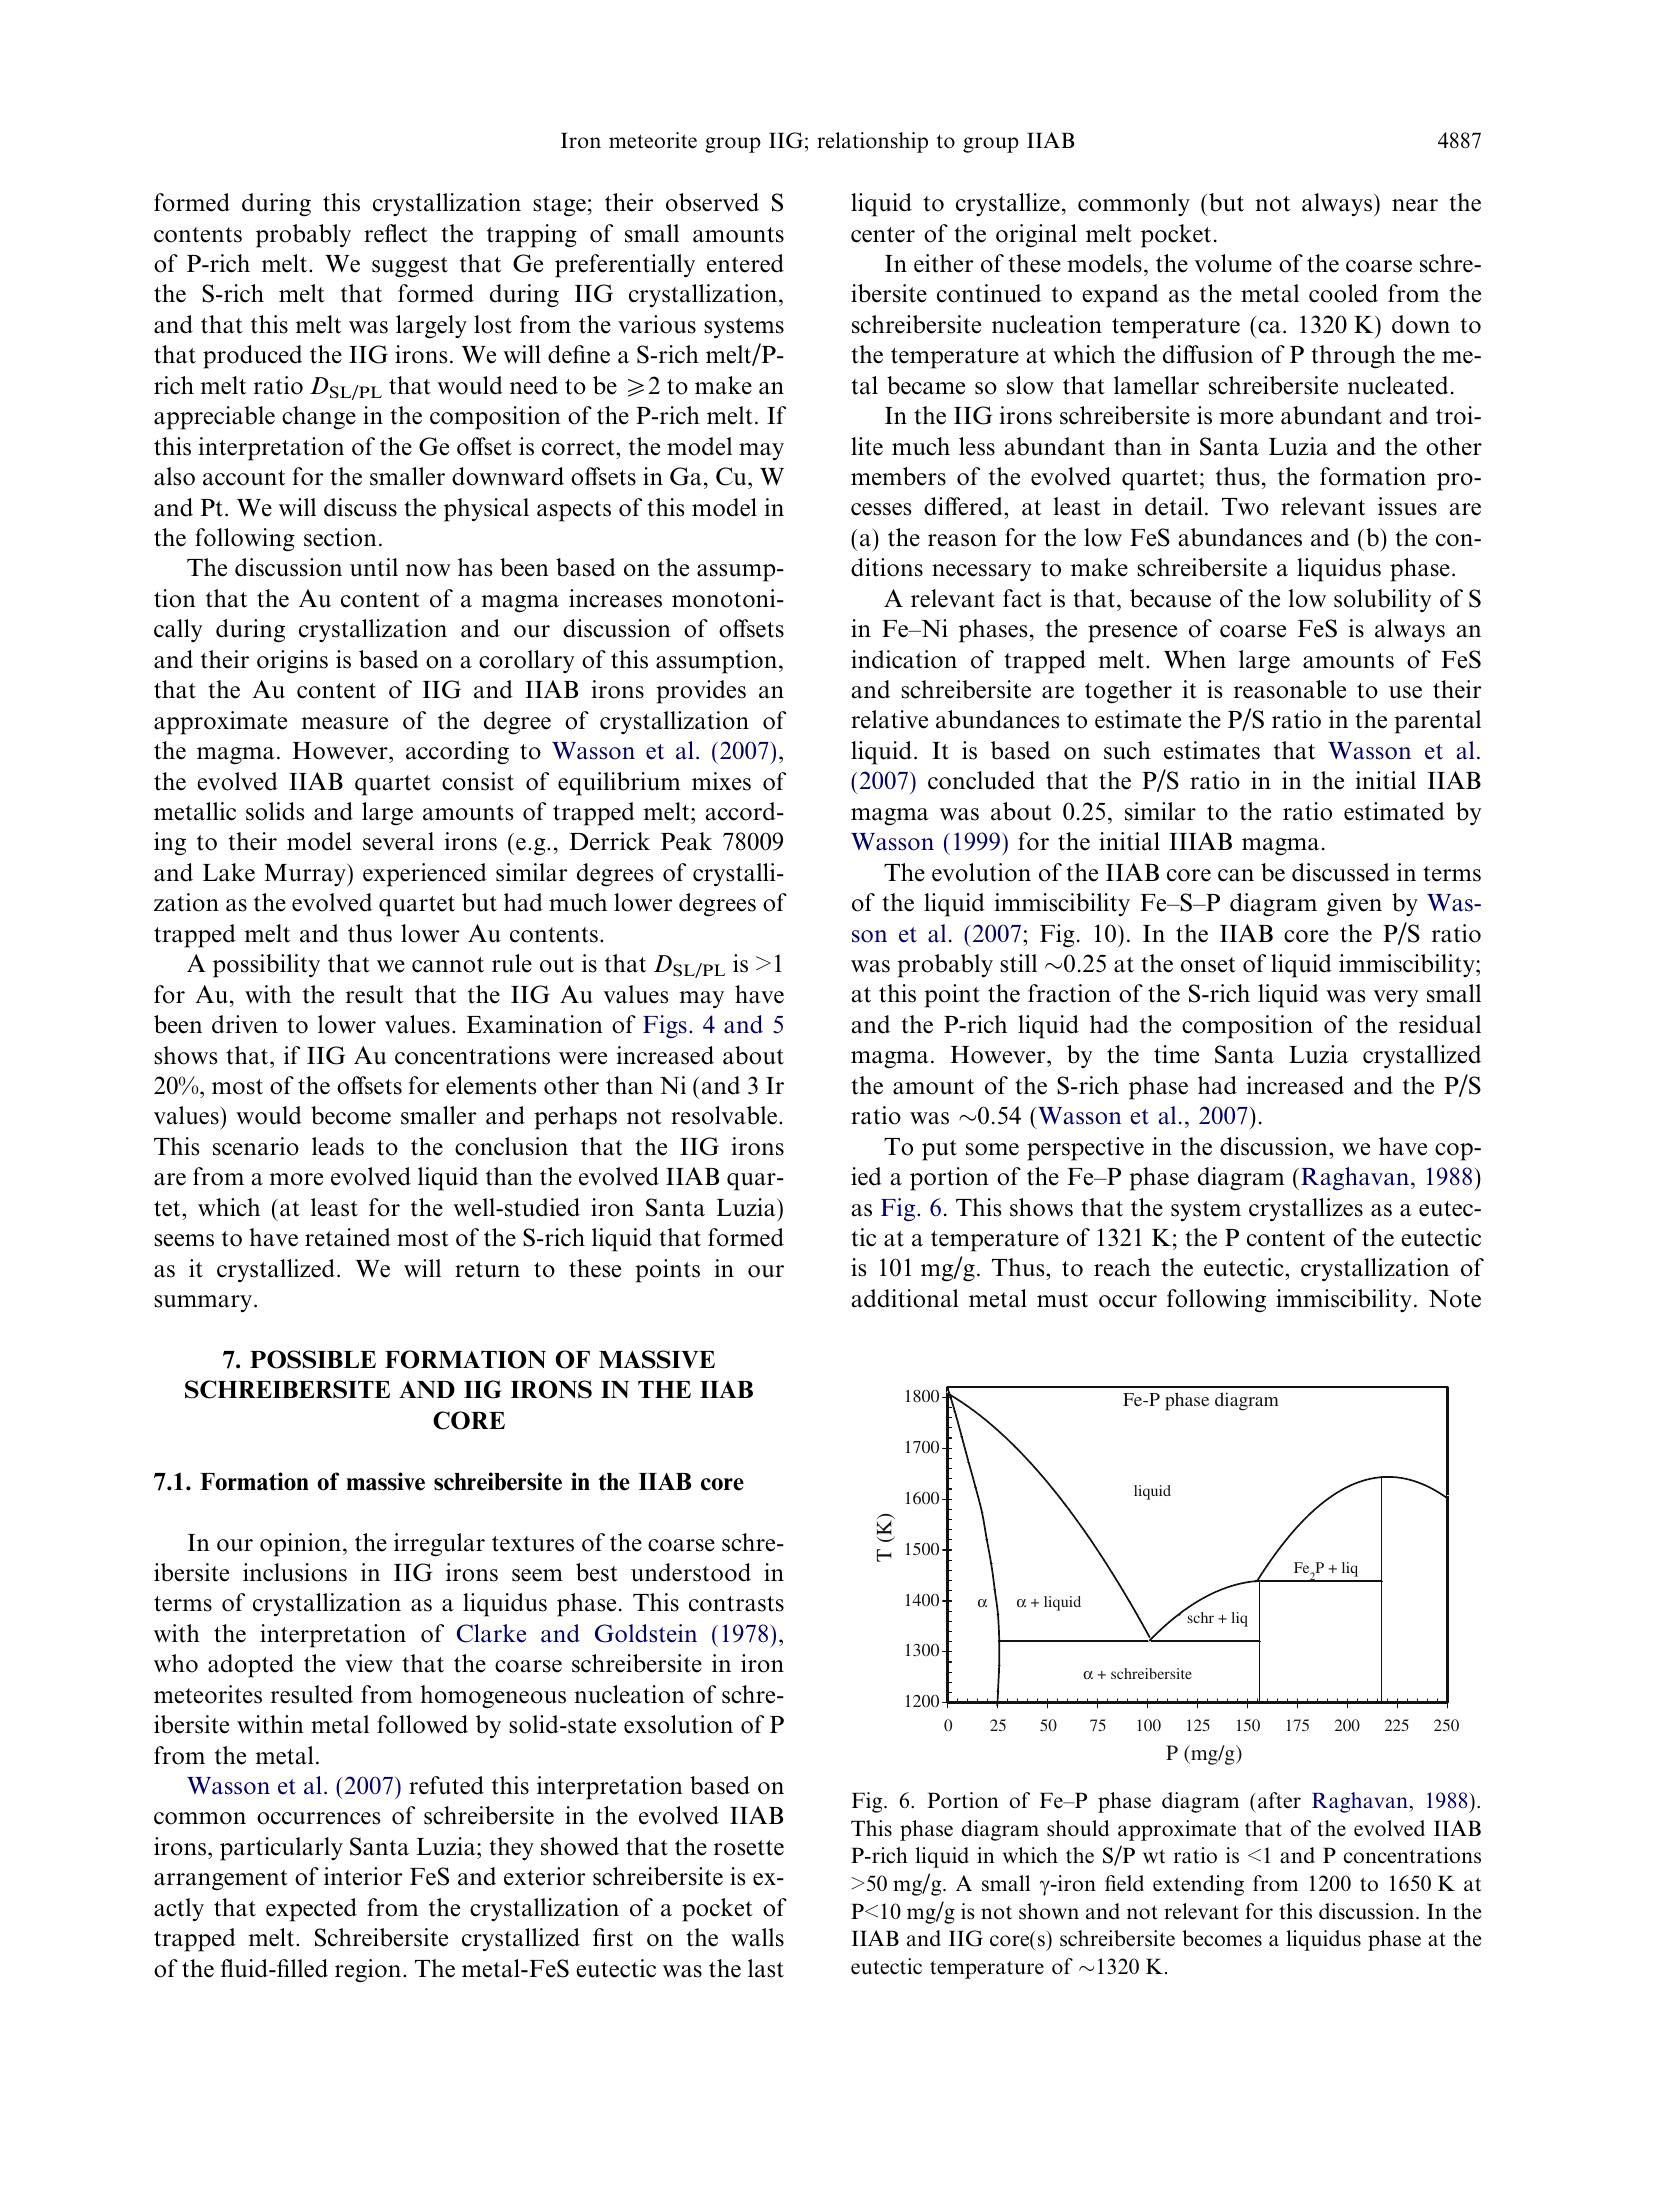 Iron meteorite group IIG; relationship to group IIAB 4887
formed during this crystallization stage; their observed S
contents probably reflect the trapping of small amounts
of P-rich melt. We suggest that Ge preferentially entered
the S-rich melt that formed during IIG crystallization,
and that this melt was largely lost from the various systems
that produced the IIG irons. We will define a S-rich melt/P-
rich melt ratio DSL/PL that would need to be ⩾2 to make an
appreciable change in the composition of the P-rich melt. If
this interpretation of the Ge offset is correct, the model may
also account for the smaller downward offsets in Ga, Cu, W
and Pt. We will discuss the physical aspects of this model in
the following section.
The discussion until now has been based on the assump-
tion that the Au content of a magma increases monotoni-
cally during crystallization and our discussion of offsets
and their origins is based on a corollary of this assumption,
that the Au content of IIG and IIAB irons provides an
approximate measure of the degree of crystallization of
the magma. However, according to Wasson et al. (2007),
the evolved IIAB quartet consist of equilibrium mixes of
metallic solids and large amounts of trapped melt; accord-
ing to their model several irons (e.g., Derrick Peak 78009
and Lake Murray) experienced similar degrees of crystalli-
zation as the evolved quartet but had much lower degrees of
trapped melt and thus lower Au contents.
A possibility that we cannot rule out is that DSL/PL is >1
for Au, with the result that the IIG Au values may have
been driven to lower values. Examination of Figs. 4 and 5
shows that, if IIG Au concentrations were increased about
20%, most of the offsets for elements other than Ni (and 3 Ir
values) would become smaller and perhaps not resolvable.
This scenario leads to the conclusion that the IIG irons
are from a more evolved liquid than the evolved IIAB quar-
tet, which (at least for the well-studied iron Santa Luzia)
seems to have retained most of the S-rich liquid that formed
as it crystallized. We will return to these points in our
summary.
7. POSSIBLE FORMATION OF MASSIVE
SCHREIBERSITE AND IIG IRONS IN THE IIAB
CORE
7.1. Formation of massive schreibersite in the IIAB core
In our opinion, the irregular textures of the coarse schre-
ibersite inclusions in IIG irons seem best understood in
terms of crystallization as a liquidus phase. This contrasts
with the interpretation of Clarke and Goldstein (1978),
who adopted the view that the coarse schreibersite in iron
meteorites resulted from homogeneous nucleation of schre-
ibersite within metal followed by solid-state exsolution of P
from the metal.
Wasson et al. (2007) refuted this interpretation based on
common occurrences of schreibersite in the evolved IIAB
irons, particularly Santa Luzia; they showed that the rosette
arrangement of interior FeS and exterior schreibersite is ex-
actly that expected from the crystallization of a pocket of
trapped melt. Schreibersite crystallized first on the walls
of the fluid-filled region. The metal-FeS eutectic was the last
liquid to crystallize, commonly (but not always) near the
center of the original melt pocket.
In either of these models, the volume of the coarse schre-
ibersite continued to expand as the metal cooled from the
schreibersite nucleation temperature (ca. 1320 K) down to
the temperature at which the diffusion of P through the me-
tal became so slow that lamellar schreibersite nucleated.
In the IIG irons schreibersite is more abundant and troi-
lite much less abundant than in Santa Luzia and the other
members of the evolved quartet; thus, the formation pro-
cesses differed, at least in detail. Two relevant issues are
(a) the reason for the low FeS abundances and (b) the con-
ditions necessary to make schreibersite a liquidus phase.
A relevant fact is that, because of the low solubility of S
in Fe–Ni phases, the presence of coarse FeS is always an
indication of trapped melt. When large amounts of FeS
and schreibersite are together it is reasonable to use their
relative abundances to estimate the P/S ratio in the parental
liquid. It is based on such estimates that Wasson et al.
(2007) concluded that the P/S ratio in in the initial IIAB
magma was about 0.25, similar to the ratio estimated by
Wasson (1999) for the initial IIIAB magma.
The evolution of the IIAB core can be discussed in terms
of the liquid immiscibility Fe–S–P diagram given by Was-
son et al. (2007; Fig. 10). In the IIAB core the P/S ratio
was probably still ∼0.25 at the onset of liquid immiscibility;
at this point the fraction of the S-rich liquid was very small
and the P-rich liquid had the composition of the residual
magma. However, by the time Santa Luzia crystallized
the amount of the S-rich phase had increased and the P/S
ratio was ∼0.54 (Wasson et al., 2007).
To put some perspective in the discussion, we have cop-
ied a portion of the Fe–P phase diagram (Raghavan, 1988)
as Fig. 6. This shows that the system crystallizes as a eutec-
tic at a temperature of 1321 K; the P content of the eutectic
is 101 mg/g. Thus, to reach the eutectic, crystallization of
additional metal must occur following immiscibility. Note
Fe-P phase diagram
1800
1700
1600
1500
1400
1300
1200
T (K)
liquid
Fe2P + liq
α
α + liquid
schr + liq
α + schreibersite
0 25 50 75 100 125 150 175 200 225 250
P (mg/g)
Fig. 6. Portion of Fe–P phase diagram (after Raghavan, 1988).
This phase diagram should approximate that of the evolved IIAB
P-rich liquid in which the S/P wt ratio is <1 and P concentrations
>50 mg/g. A small γ-iron field extending from 1200 to 1650 K at
P<10 mg/g is not shown and not relevant for this discussion. In the
IIAB and IIG core(s) schreibersite becomes a liquidus phase at the
eutectic temperature of ∼1320 K.